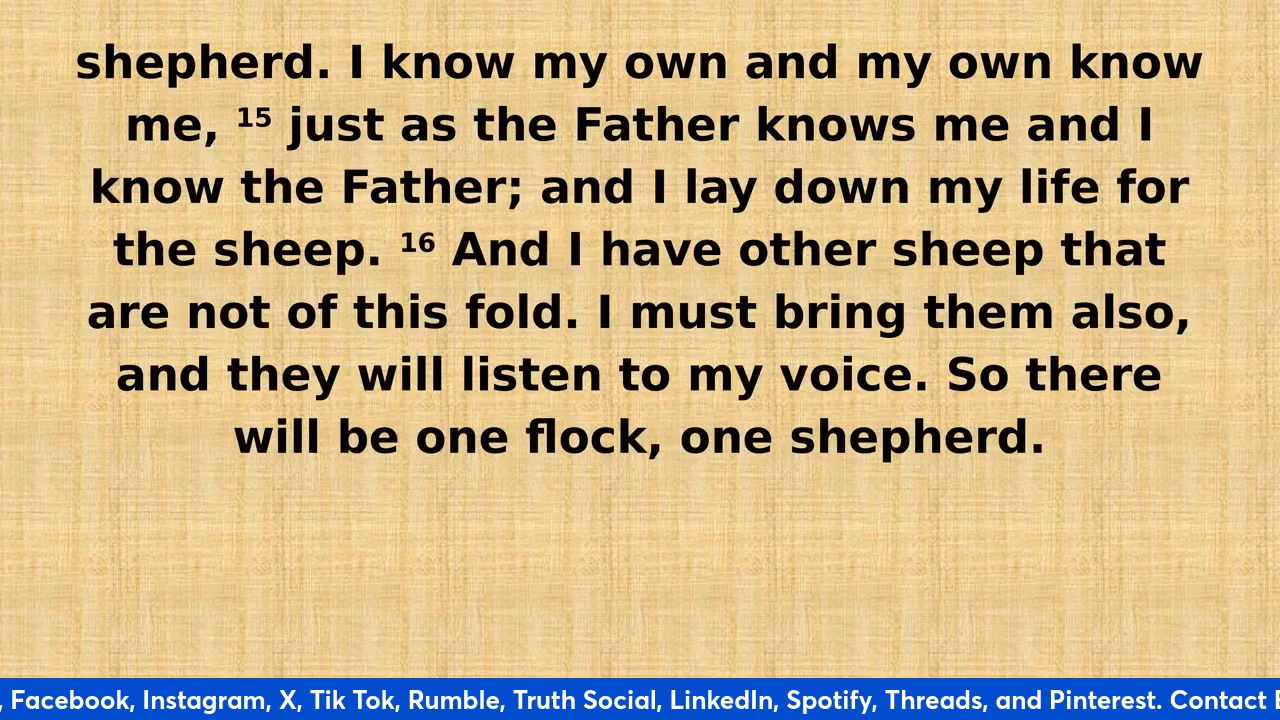 shepherd. I know my own and my own know
me, 15 just as the Father knows me and I
know the Father; and I lay down my life for
the sheep. 16 And I have other sheep that
are not of this fold. I must bring them also,
and they will listen to my voice. So there
will be one flock, one shepherd.
, Facebook, Instagram, X, Tik Tok, Rumble, Truth Social, LinkedIn, Spotify, Threads, and Pinterest. Contact